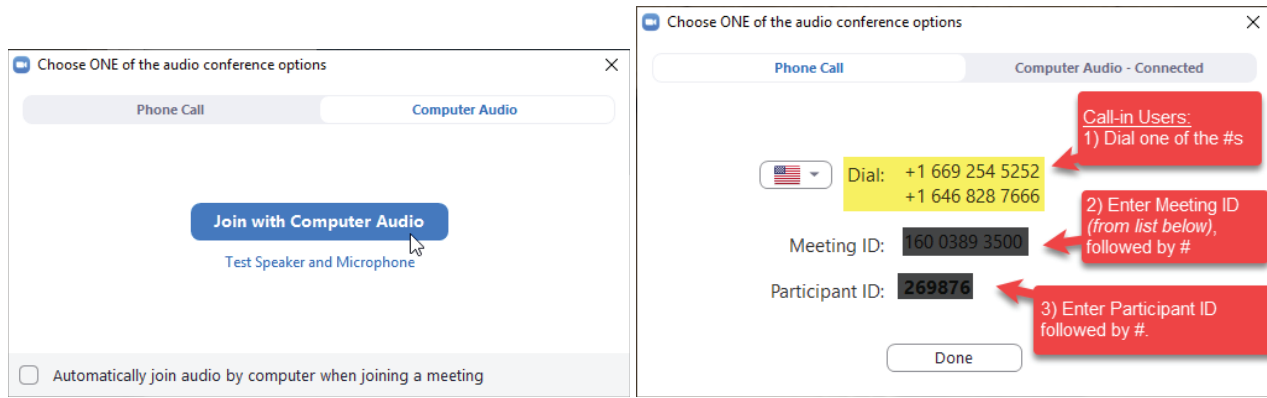 Choose ONE of the audio conference options
Phone Call
Computer Audio
Join with Computer Audio
Test Speaker and Microphone
Automatically join audio by computer when joining a meeting
Choose ONE of the audio conference options
Phone Call
Computer Audio - Connected
Call-in Users:
1) Dial one of the #s
Dial: +1 669 254 5252
+1 646 828 7666
2) Enter Meeting ID
(from list below),
followed by #
Meeting ID: 160 0389 3500
Participant ID: 269876
3) Enter Participant ID
followed by #.
Done